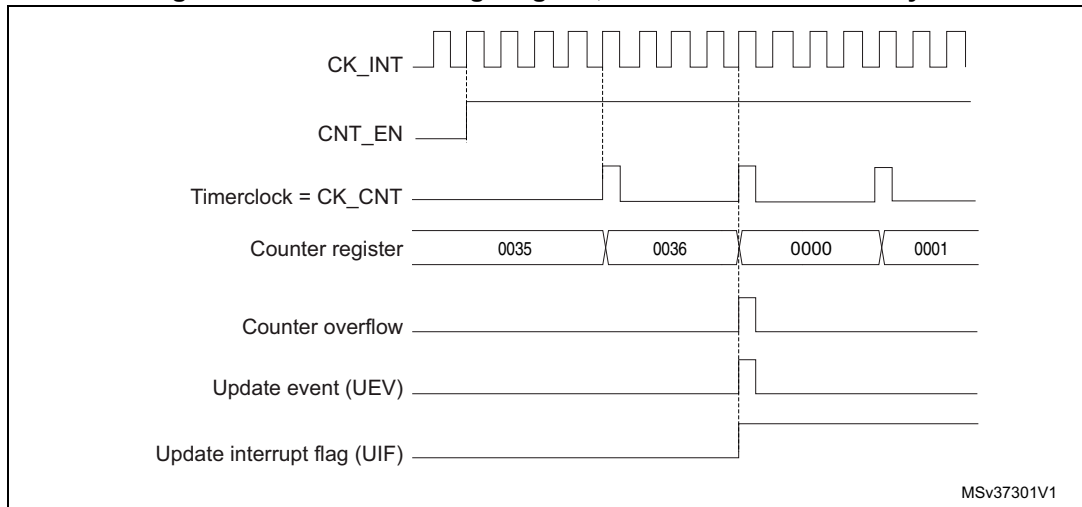 CK_INT
CNT_EN
Timerclock = CK_CNT
Counter register 0035 0036 0000 0001
Counter overflow
Update event (UEV)
Update interrupt flag (UIF)
MSv37301V1